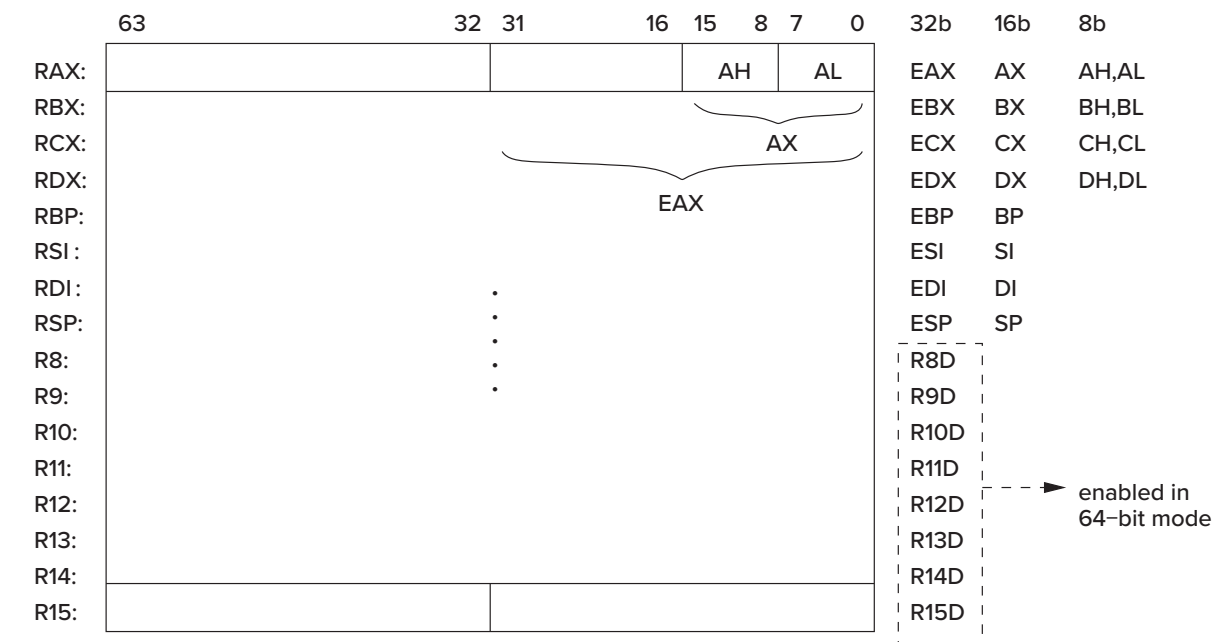 63 32 31 16 15 8 7 0 32b 16b 8b
RAX: AH AL EAX AX AH,AL
RBX: EBX BX BH,BL
RCX: AX ECX CX CH,CL
RDX: EDX DX DH,DL
EAX
RBP: EBP BP
RSI: ESI SI
RDI: EDI DI
RSP: ESP SP
R8: R8D
R9: R9D
R10: R10D
R11: R11D
R12: R12D
enabled in
64-bit mode
R13: R13D
R14: R14D
R15: R15D